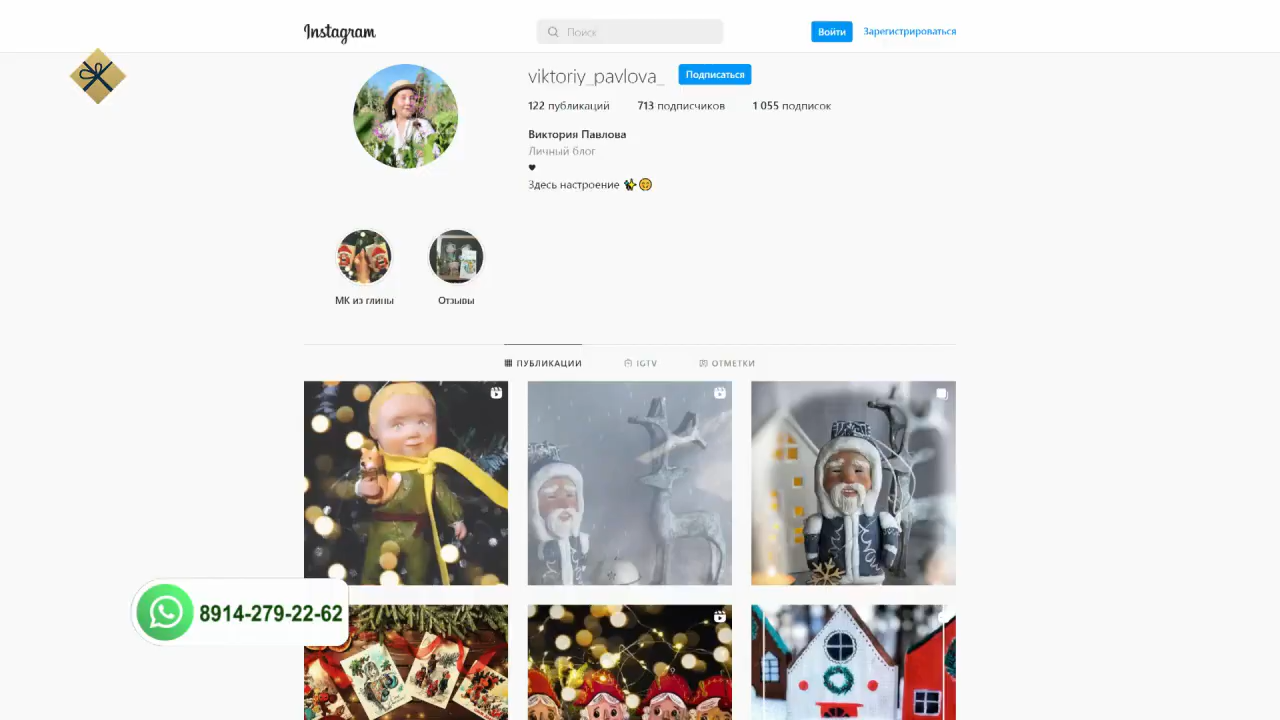 Instagram
Поиск
Войти
Зарегистрироваться
viktoriy_pavlova_
Подписаться
122 публикаций
713 подписчиков
1 055 подписок
Виктория Павлова
Личный блог
Здесь настроение
МК из глины
Отзывы
ПУБЛИКАЦИИ
IGTV
ОТМЕТКИ
8914-279-22-62